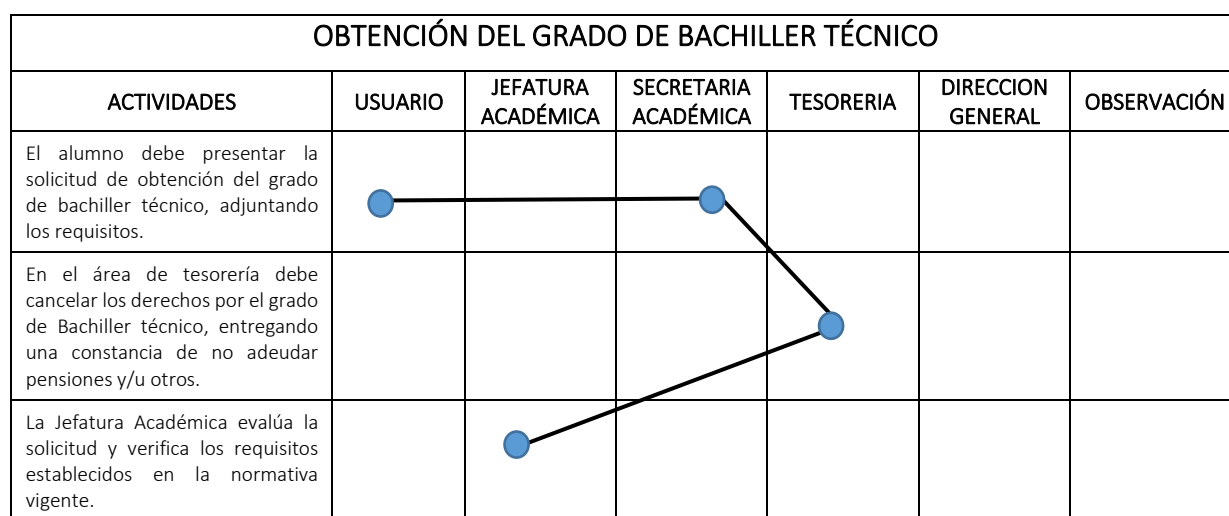 OBTENCIÓN DEL GRADO DE BACHILLER TÉCNICO
ACTIVIDADES
USUARIO
JEFATURA
ACADÉMICA
SECRETARIA
ACADÉMICA
TESORERIA
DIRECCION
GENERAL
OBSERVACIÓN
El alumno debe presentar la
solicitud de obtención del grado
de bachiller técnico, adjuntando
los requisitos.
En el área de tesorería debe
cancelar los derechos por el grado
de Bachiller técnico, entregando
una constancia de no adeudar
pensiones y/u otros.
La Jefatura Académica evalúa la
solicitud y verifica los requisitos
establecidos en la normativa
vigente.